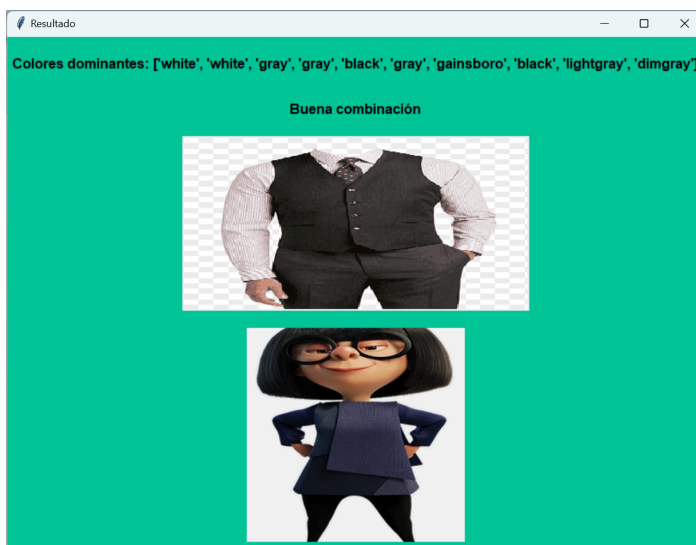 Resultado
Colores dominantes: ['white', 'white', 'gray', 'gray', 'black', 'gray', 'gainsboro', 'black', 'lightgray', 'dimgray']
Buena combinación